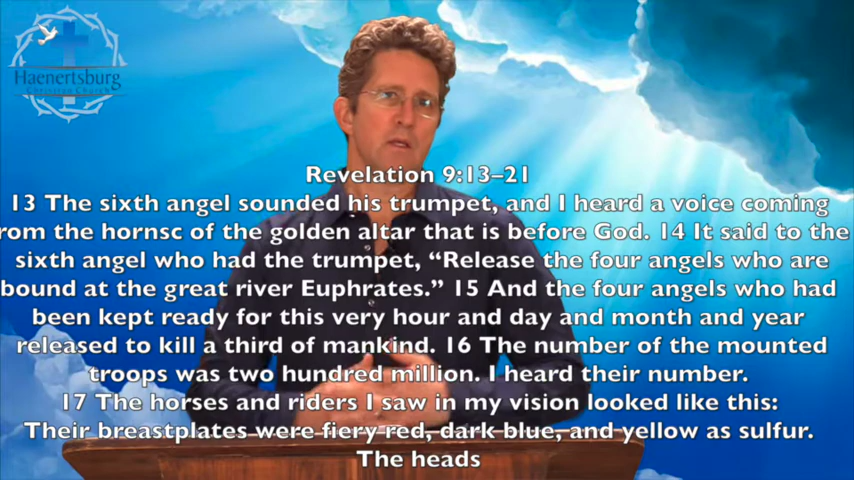 Haenertsburg
Christian Church
Revelation 9:13–21
13 The sixth angel sounded his trumpet, and I heard a voice coming
rom the hornsc of the golden altar that is before God. 14 It said to the
sixth angel who had the trumpet, “Release the four angels who are
bound at the great river Euphrates.” 15 And the four angels who had
been kept ready for this very hour and day and month and year
released to kill a third of mankind. 16 The number of the mounted
troops was two hundred million. I heard their number.
17 The horses and riders I saw in my vision looked like this:
Their breastplates were fiery red, dark blue, and yellow as sulfur.
The heads